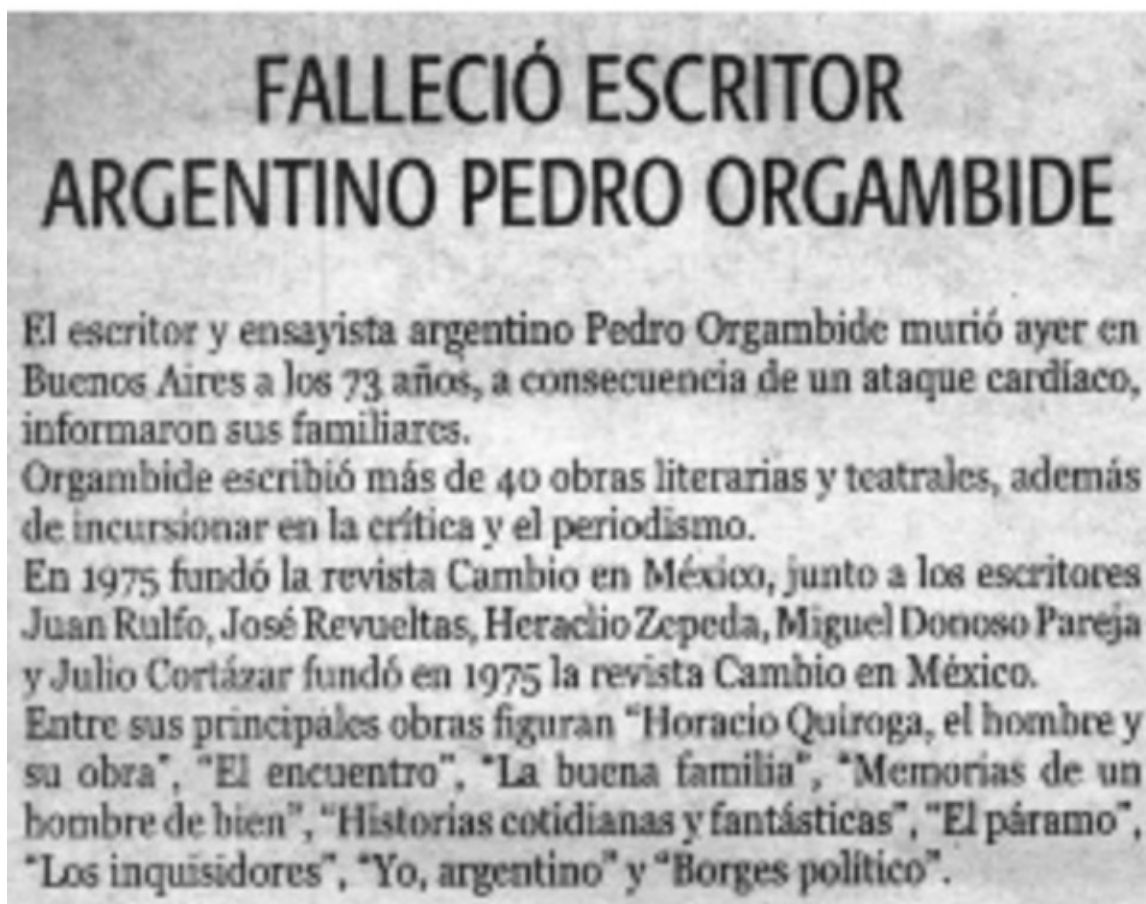 FALLECIÓ ESCRITOR
ARGENTINO PEDRO ORGAMBIDE
El escritor y ensayista argentino Pedro Orgambide murió ayer en
Buenos Aires a los 73 años, a consecuencia de un ataque cardíaco,
informaron sus familiares.
Orgambide escribió más de 40 obras literarias y teatrales, además
de incursionar en la crítica y el periodismo.
En 1975 fundó la revista Cambio en México, junto a los escritores
Juan Rulfo, José Revueltas, Heraclio Zepeda, Miguel Donoso Pareja
y Julio Cortázar fundó en 1975 la revista Cambio en México.
Entre sus principales obras figuran “Horacio Quiroga, el hombre y
su obra”, “El encuentro”, “La buena familia”, “Memorias de un
hombre de bien”, “Historias cotidianas y fantásticas”, “El páramo”,
“Los inquisidores”, “Yo, argentino” y “Borges político”.